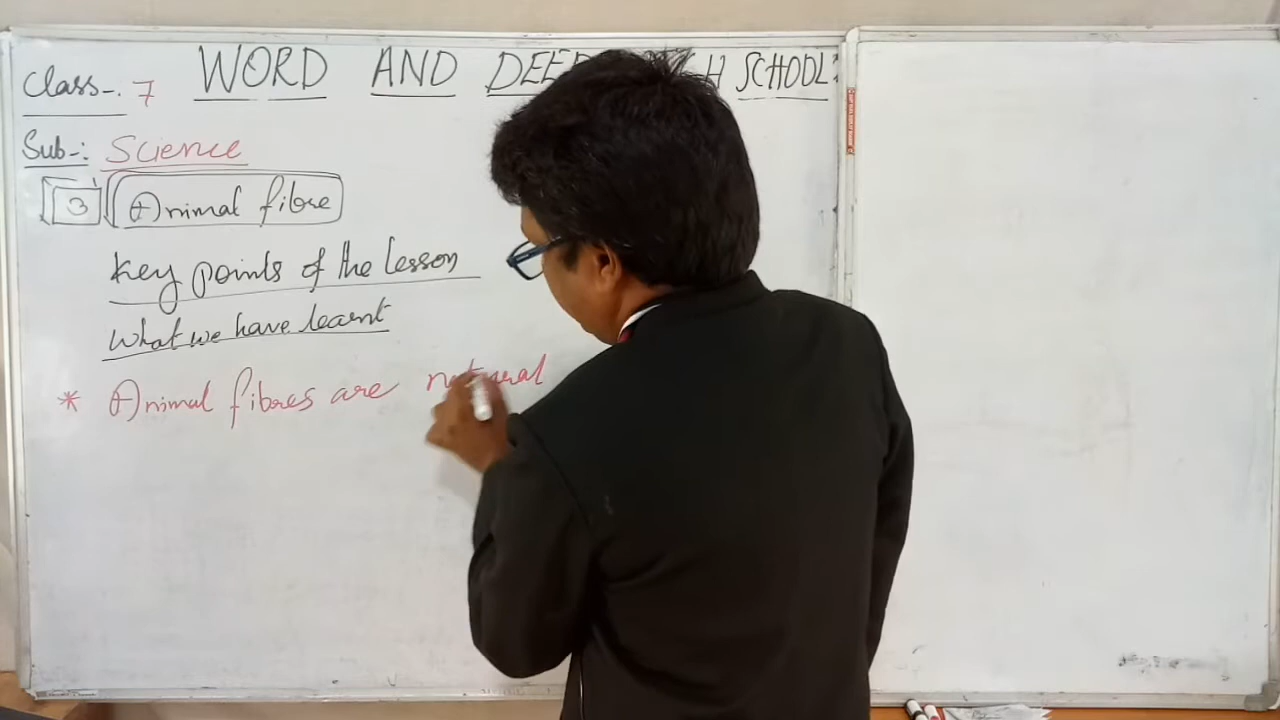 WORD AND DEED H SCHOOL
Class-. 7
Sub-: Science
3 Animal fibre
Key points of the lesson
What we have learnt
* Animal fibres are natural